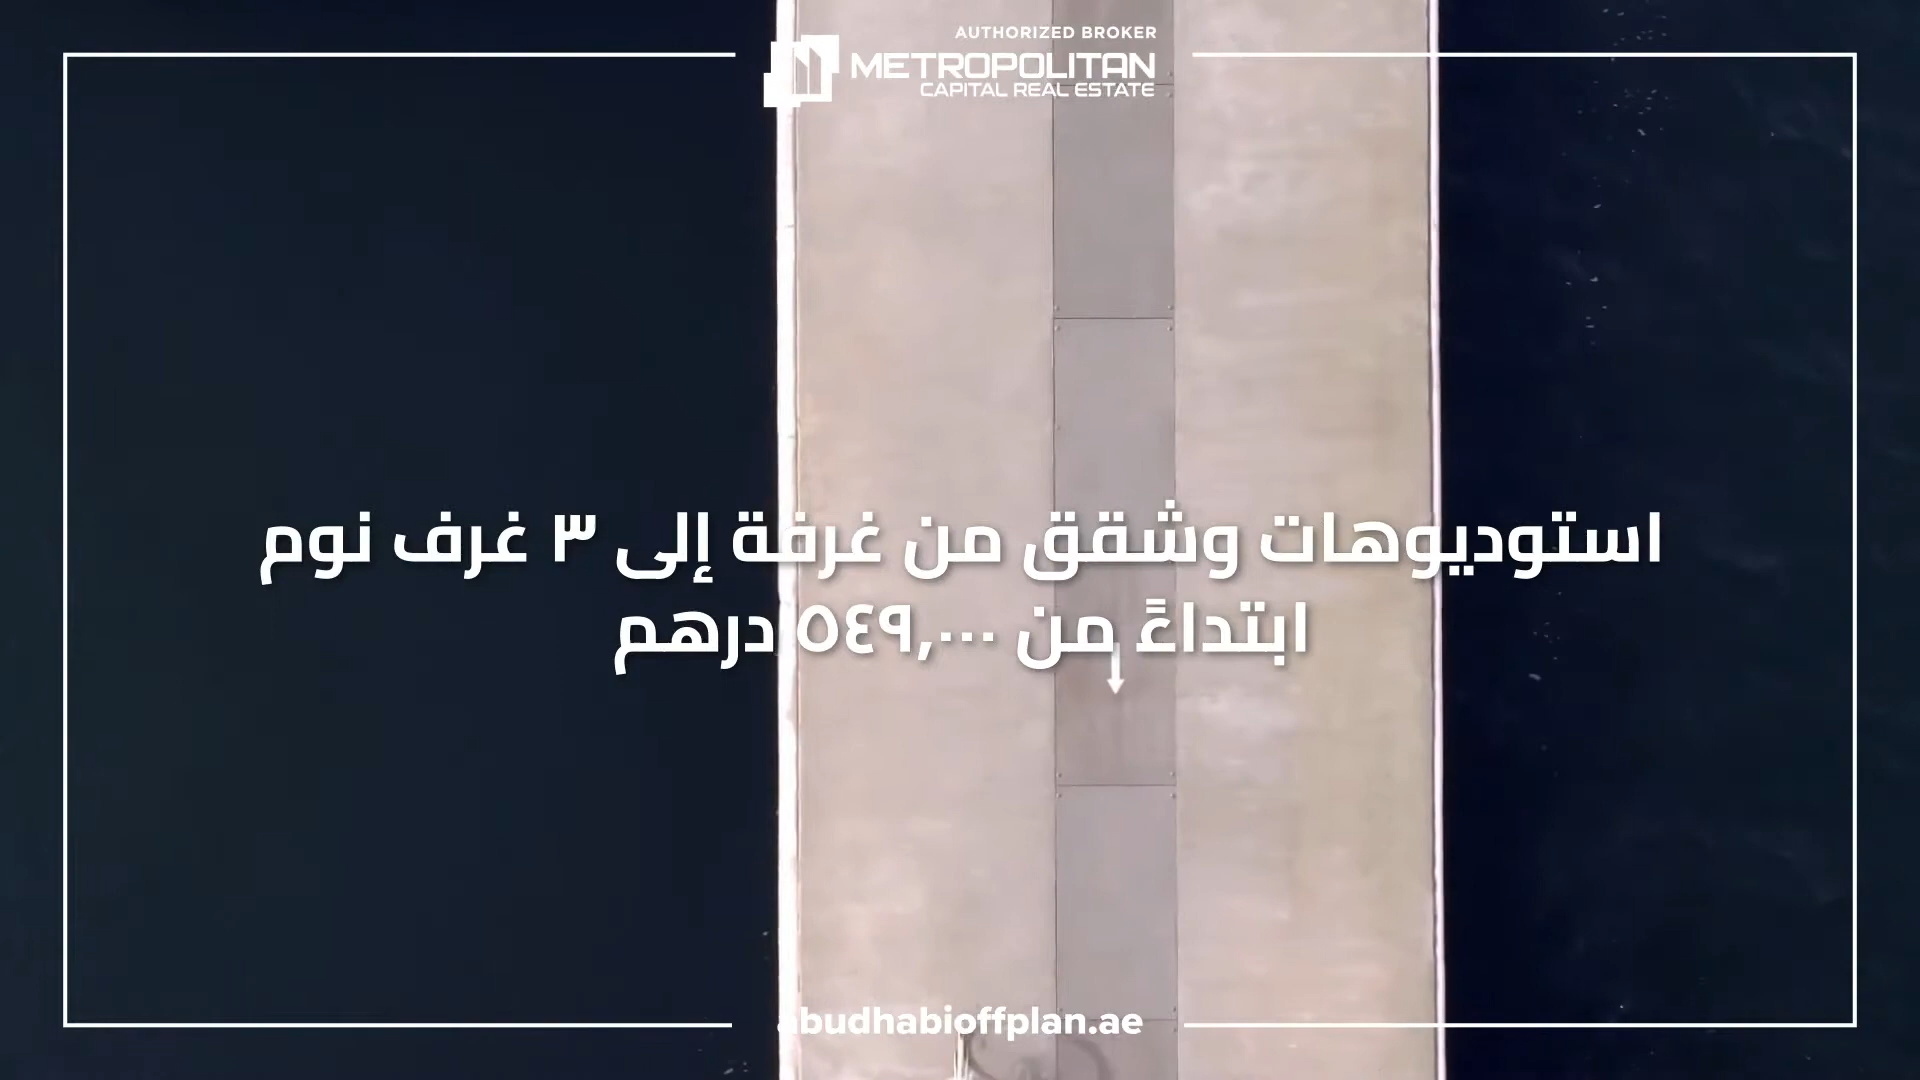 AUTHORIZED BROKER
METROPOLITAN
CAPITAL REAL ESTATE
استوديوهات وشقق من غرفة إلى ٣ غرف نوم
ابتداءً من ٥٤٩,٠٠٠ درهم
abudhabioffplan.ae